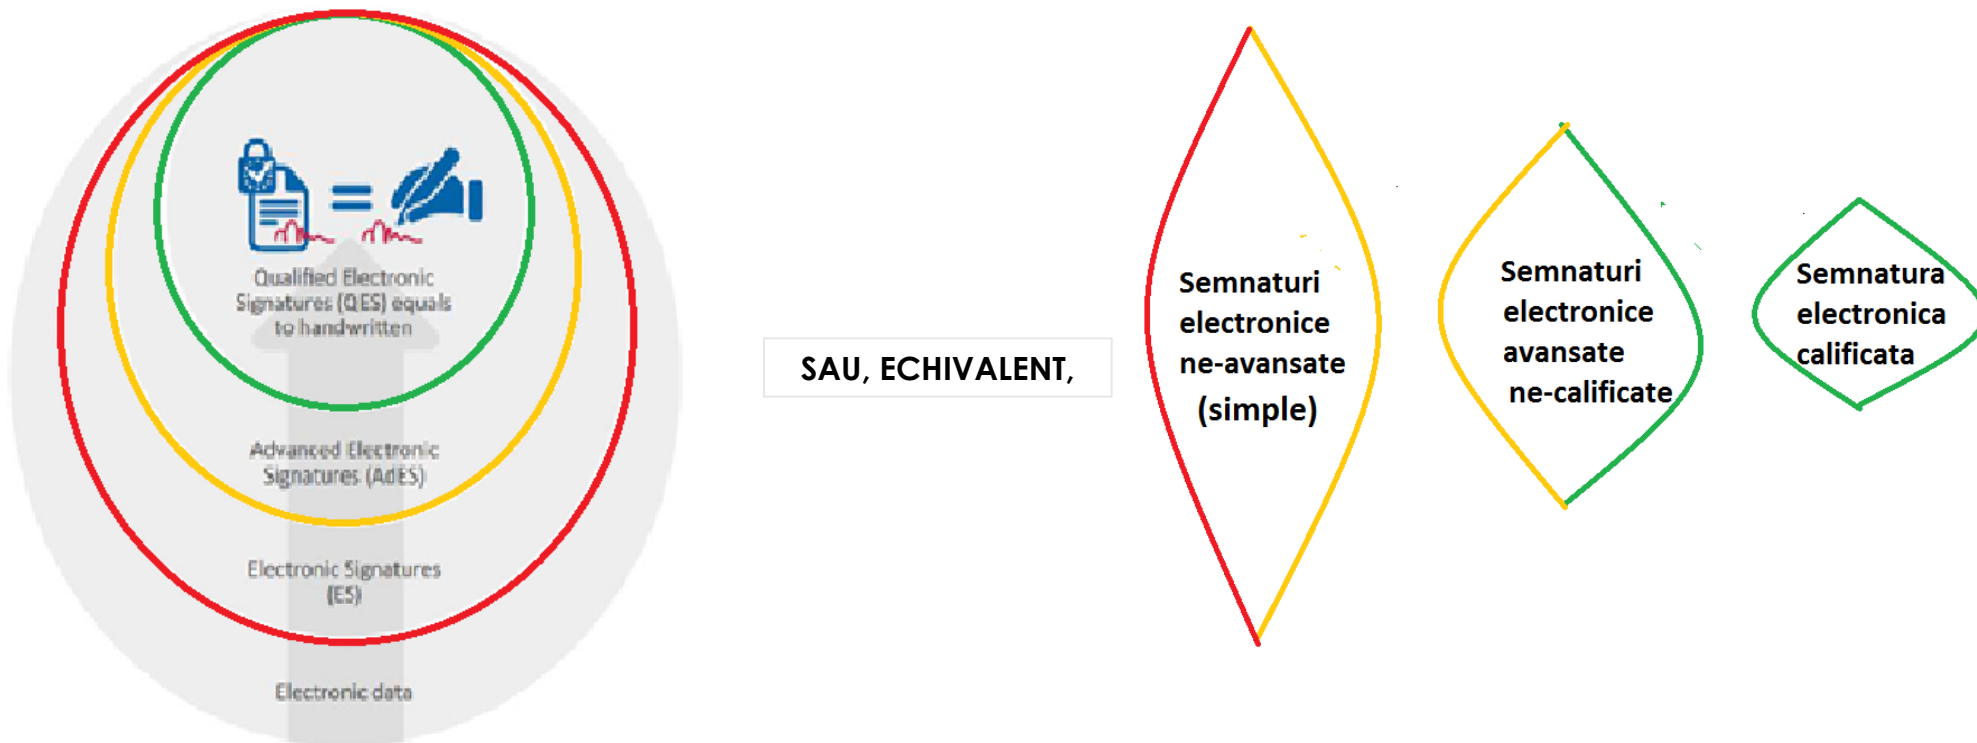 Qualified Electronic
Signatures (QES) equals
to handwritten
Advanced Electronic
Signatures (AdES)
Electronic Signatures
(ES)
Electronic data
SAU, ECHIVALENT,
Semnaturi
electronice
ne-avansate
(simple)
Semnaturi
electronice
avansate
ne-calificate
Semnatura
electronica
calificata